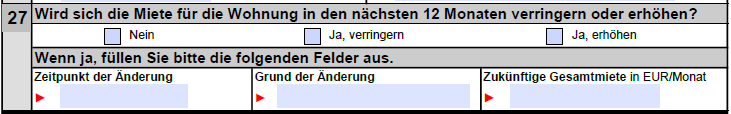 27 Wird sich die Miete für die Wohnung in den nächsten 12 Monaten verringern oder erhöhen?
Nein Ja, verringern Ja, erhöhen
Wenn ja, füllen Sie bitte die folgenden Felder aus.
Zeitpunkt der Änderung Grund der Änderung Zukünftige Gesamtmiete in EUR/Monat